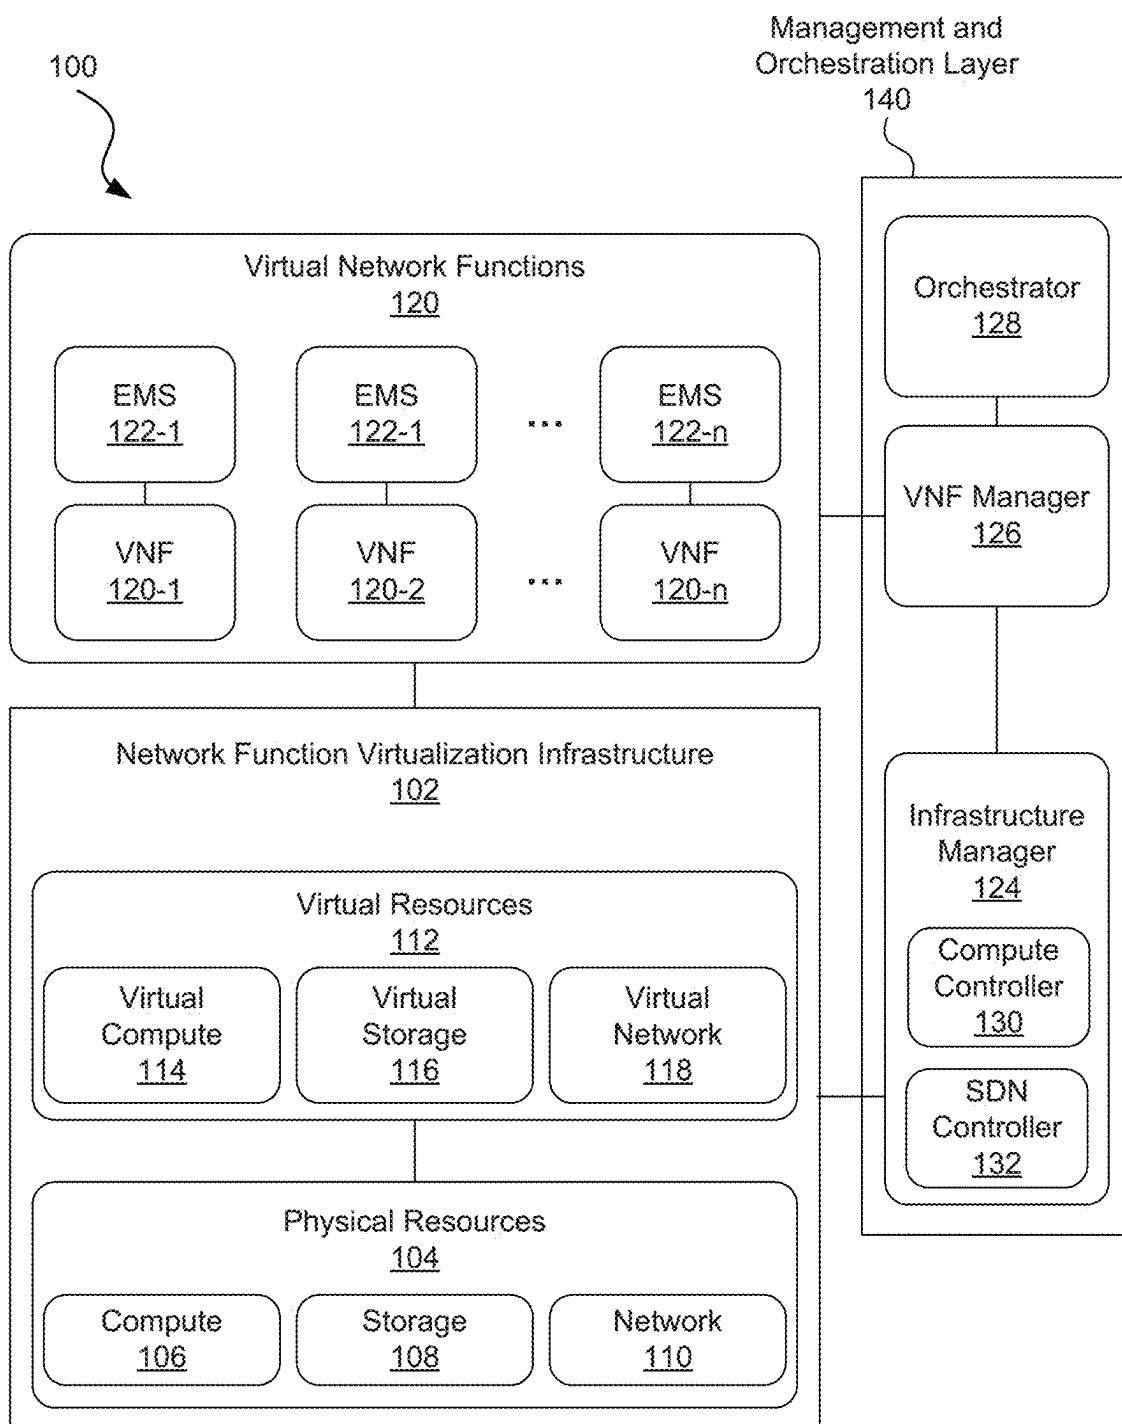 Management and
Orchestration Layer
140
100
Virtual Network Functions
120
EMS
122-1
EMS
122-1
...
EMS
122-n
VNF
120-1
VNF
120-2
...
VNF
120-n
Orchestrator
128
VNF Manager
126
Network Function Virtualization Infrastructure
102
Virtual Resources
112
Virtual
Compute
114
Virtual
Storage
116
Virtual
Network
118
Physical Resources
104
Compute
106
Storage
108
Network
110
Infrastructure
Manager
124
Compute
Controller
130
SDN
Controller
132